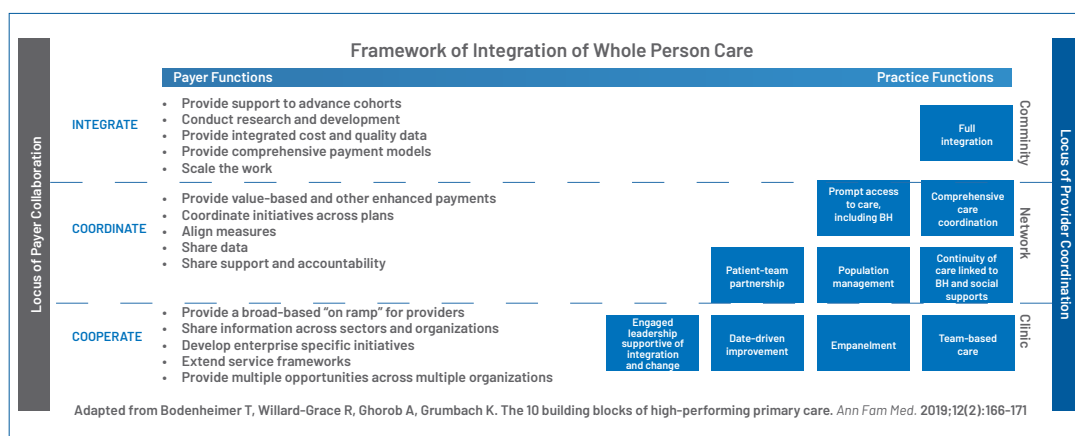 Framework of Integration of Whole Person Care
Payer Functions
Practice Functions
Locus of Payer Collaboration
INTEGRATE
• Provide support to advance cohorts
• Conduct research and development
• Provide integrated cost and quality data
• Provide comprehensive payment models
• Scale the work
Full
integration
Comminity
COORDINATE
• Provide value-based and other enhanced payments
• Coordinate initiatives across plans
• Align measures
• Share data
• Share support and accountability
Prompt access
to care,
including BH
Comprehensive
care
coordination
Patient-team
partnership
Population
management
Continuity of
care linked to
BH and social
supports
Network
COOPERATE
• Provide a broad-based "on ramp" for providers
• Share information across sectors and organizations
• Develop enterprise specific initiatives
• Extend service frameworks
• Provide multiple opportunities across multiple organizations
Engaged
leadership
supportive of
integration
and change
Date-driven
improvement
Empanelment
Team-based
care
Clinic
Locus of Provider Coordination
Adapted from Bodenheimer T, Willard-Grace R, Ghorob A, Grumbach K. The 10 building blocks of high-performing primary care. Ann Fam Med. 2019;12(2):166-171